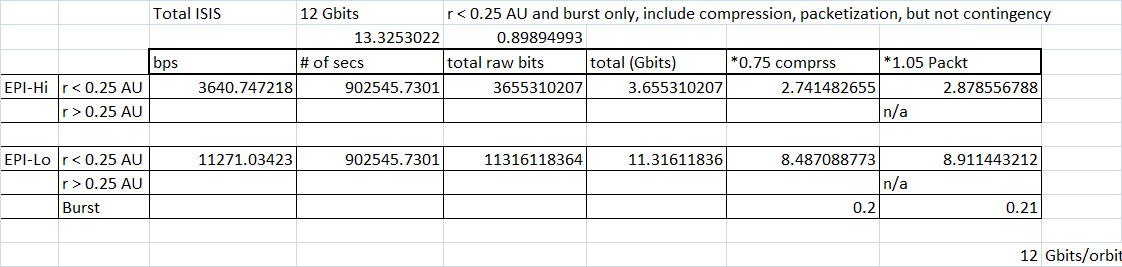 Total ISIS 12 Gbits r < 0.25 AU and burst only, include compression, packetization, but not contingency
13.3253022 0.89894993
bps # of secs total raw bits total (Gbits) *0.75 comprss *1.05 Packt
EPI-Hi r < 0.25 AU 3640.747218 902545.7301 3655310207 3.655310207 2.741482655 2.878556788
r > 0.25 AU n/a
EPI-Lo r < 0.25 AU 11271.03423 902545.7301 11316118364 11.31611836 8.487088773 8.911443212
r > 0.25 AU n/a
Burst 0.2 0.21
12 Gbits/orbit